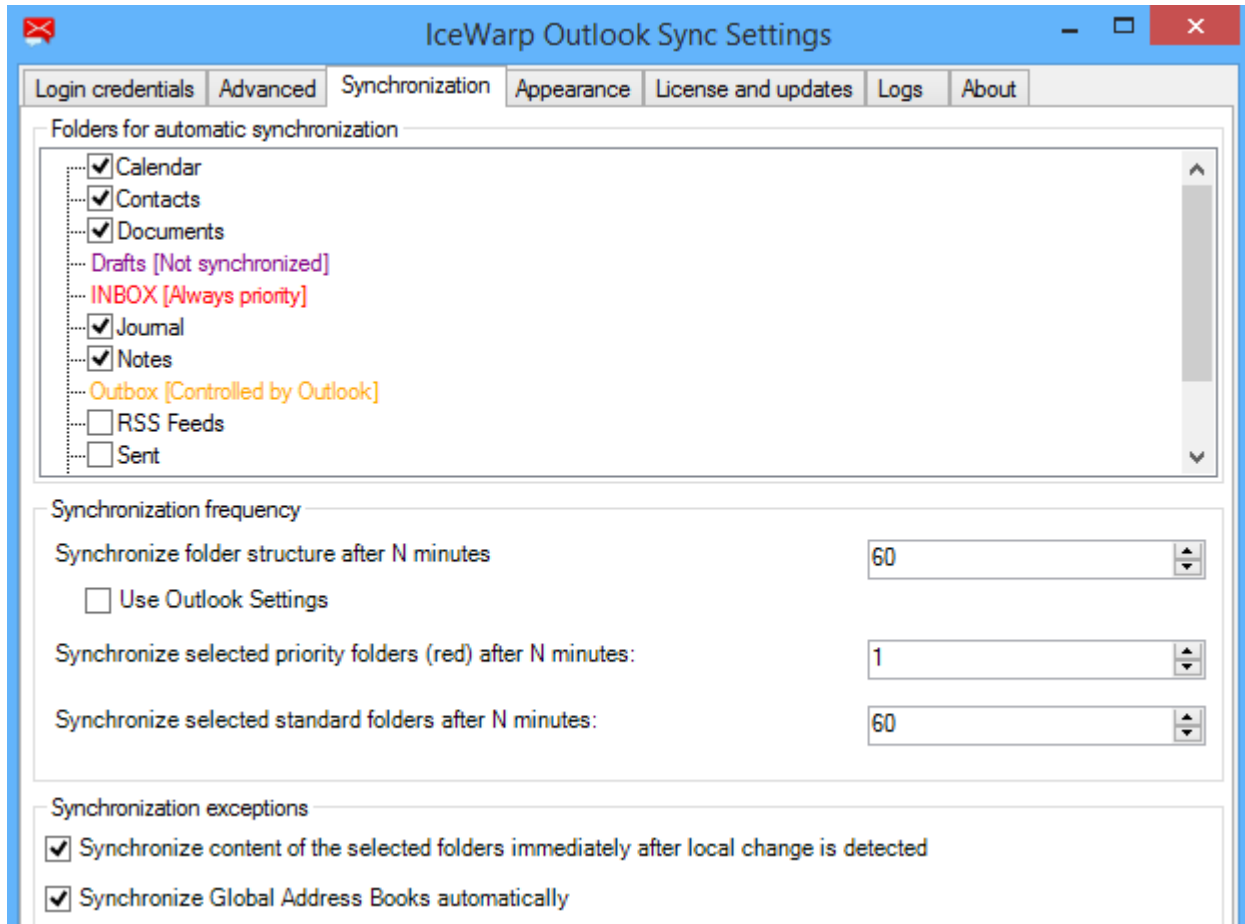 IceWarp Outlook Sync Settings
Login credentials Advanced Synchronization Appearance License and updates Logs About
Folders for automatic synchronization
Calendar
Contacts
Documents
Drafts [Not synchronized]
INBOX [Always priority]
Journal
Notes
Outbox [Controlled by Outlook]
RSS Feeds
Sent
Synchronization frequency
Synchronize folder structure after N minutes 60
Use Outlook Settings
Synchronize selected priority folders (red) after N minutes: 1
Synchronize selected standard folders after N minutes: 60
Synchronization exceptions
Synchronize content of the selected folders immediately after local change is detected
Synchronize Global Address Books automatically